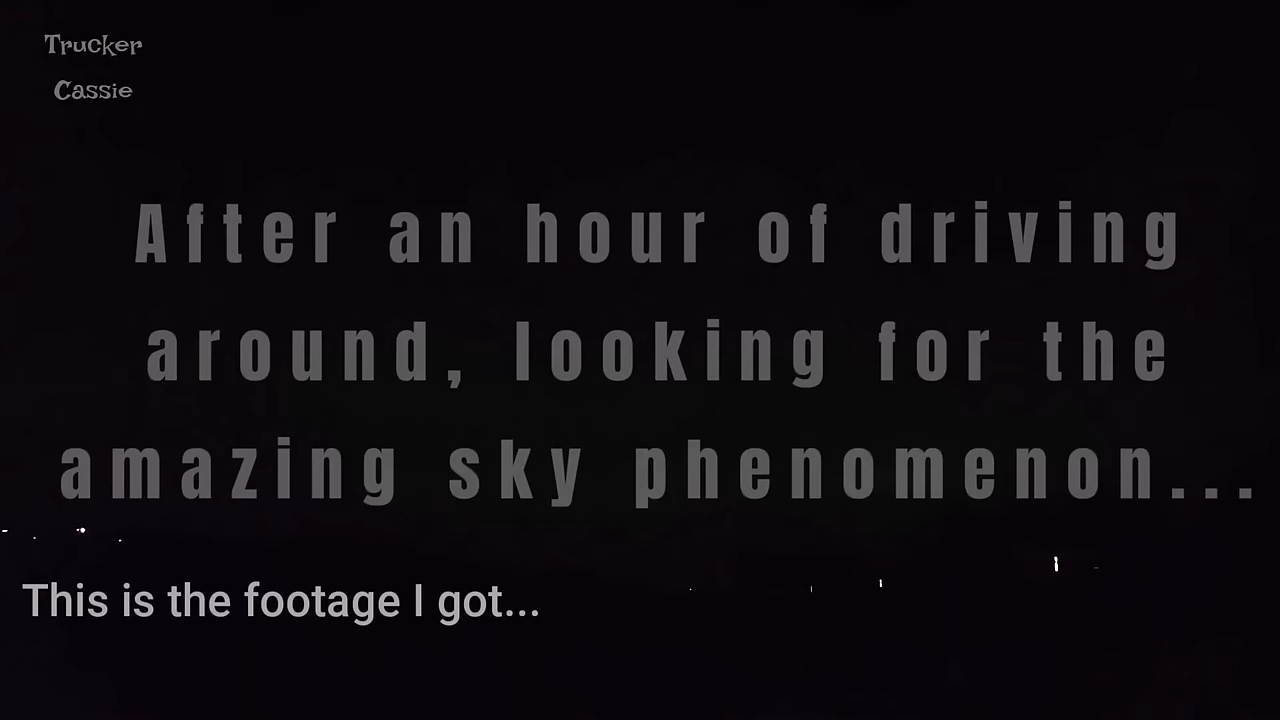 Trucker
Cassie
After an hour of driving
around, looking for the
amazing sky phenomenon...
This is the footage I got...